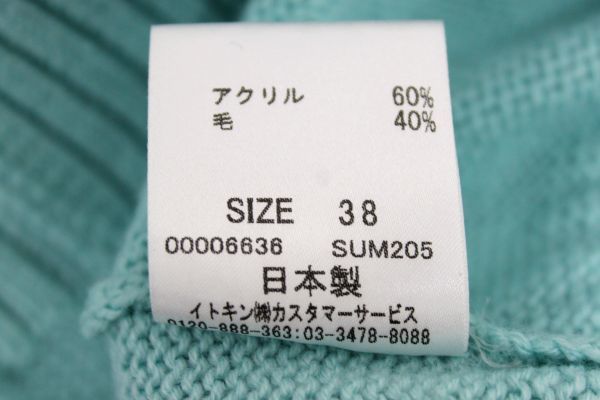 アクリル 60%
毛 40%
SIZE 38
00006636 SUM205
日本製
イトキン㈱カスタマーサービス
0120-888-363:03-3478-8088